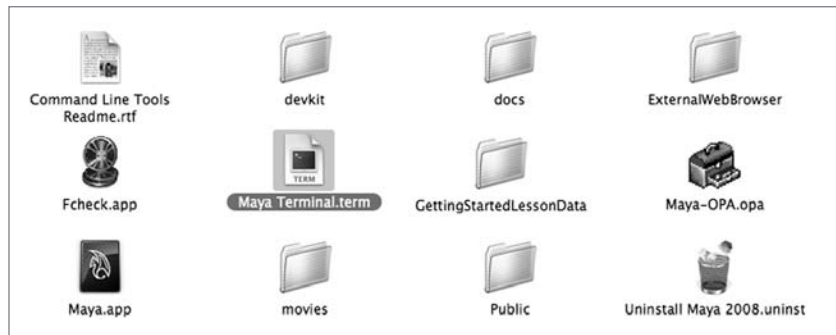 Command Line Tools
Readme.rtf
devkit
docs
ExternalWebBrowser
Fcheck.app
TERM
Maya Terminal.term
GettingStartedLessonData
Maya-OPA.opa
Maya.app
movies
Public
Uninstall Maya 2008.uninst